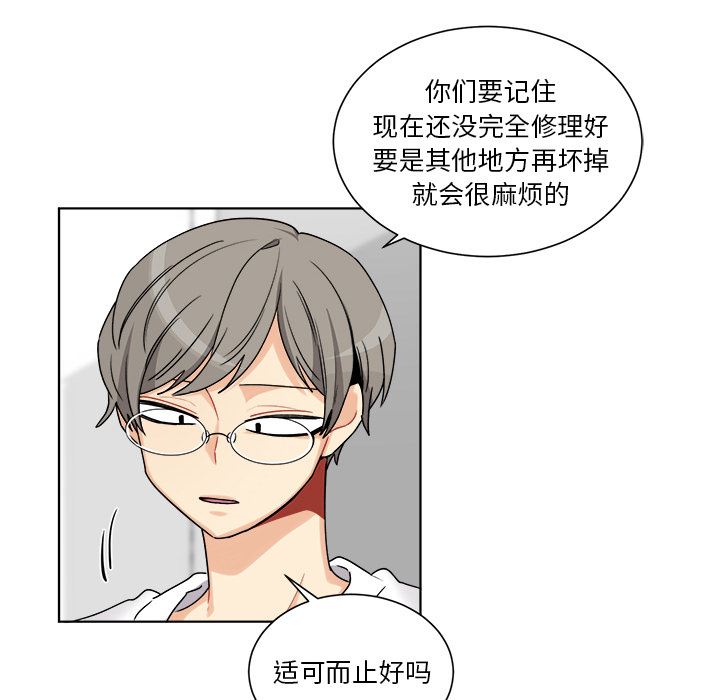 你们要记住
现在还没完全修理好
要是其他地方再坏掉
就会很麻烦的
适可而止好吗